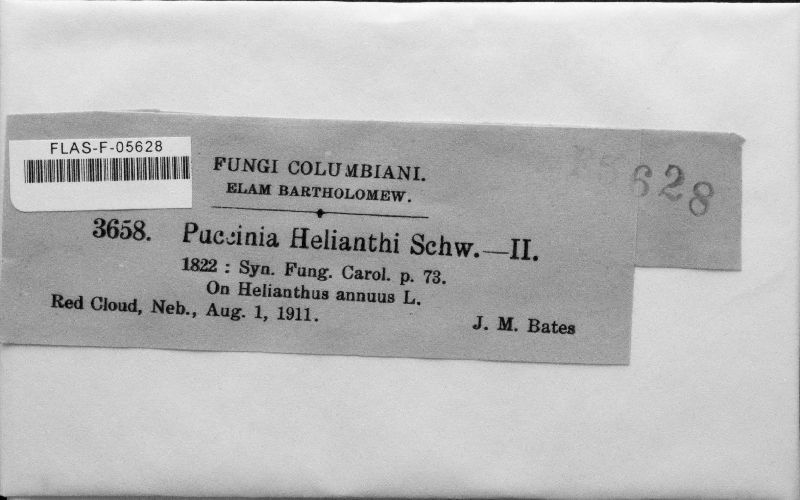 FLAS-F-05628
FUNGI COLUMBIANI.
ELAM BARTHOLOMEW.
F5628
3658. Puccinia Helianthi Schw.—II.
1822 : Syn. Fung. Carol. p. 73.
On Helianthus annuus L.
Red Cloud, Neb., Aug. 1, 1911.
J. M. Bates